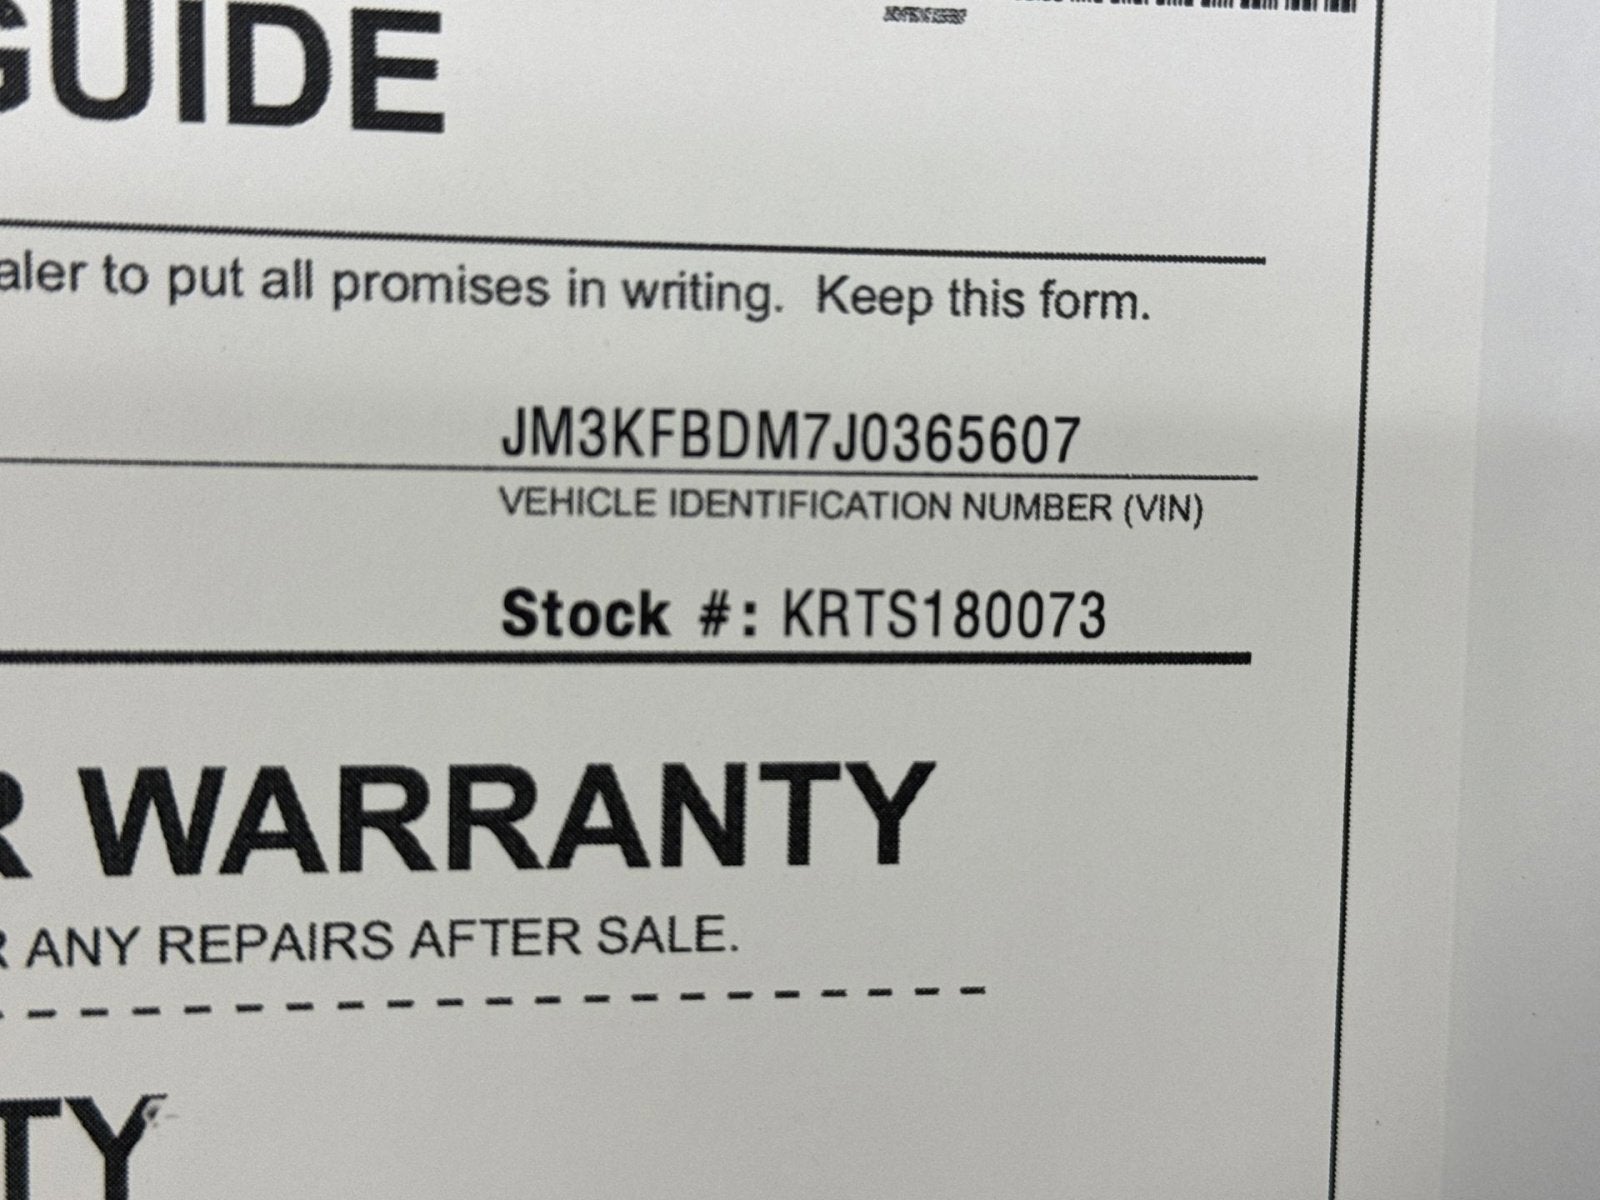 GUIDE
aler to put all promises in writing. Keep this form.
JM3KFBDM7J0365607
VEHICLE IDENTIFICATION NUMBER (VIN)
Stock #: KRTS180073
R WARRANTY
R ANY REPAIRS AFTER SALE.
TY